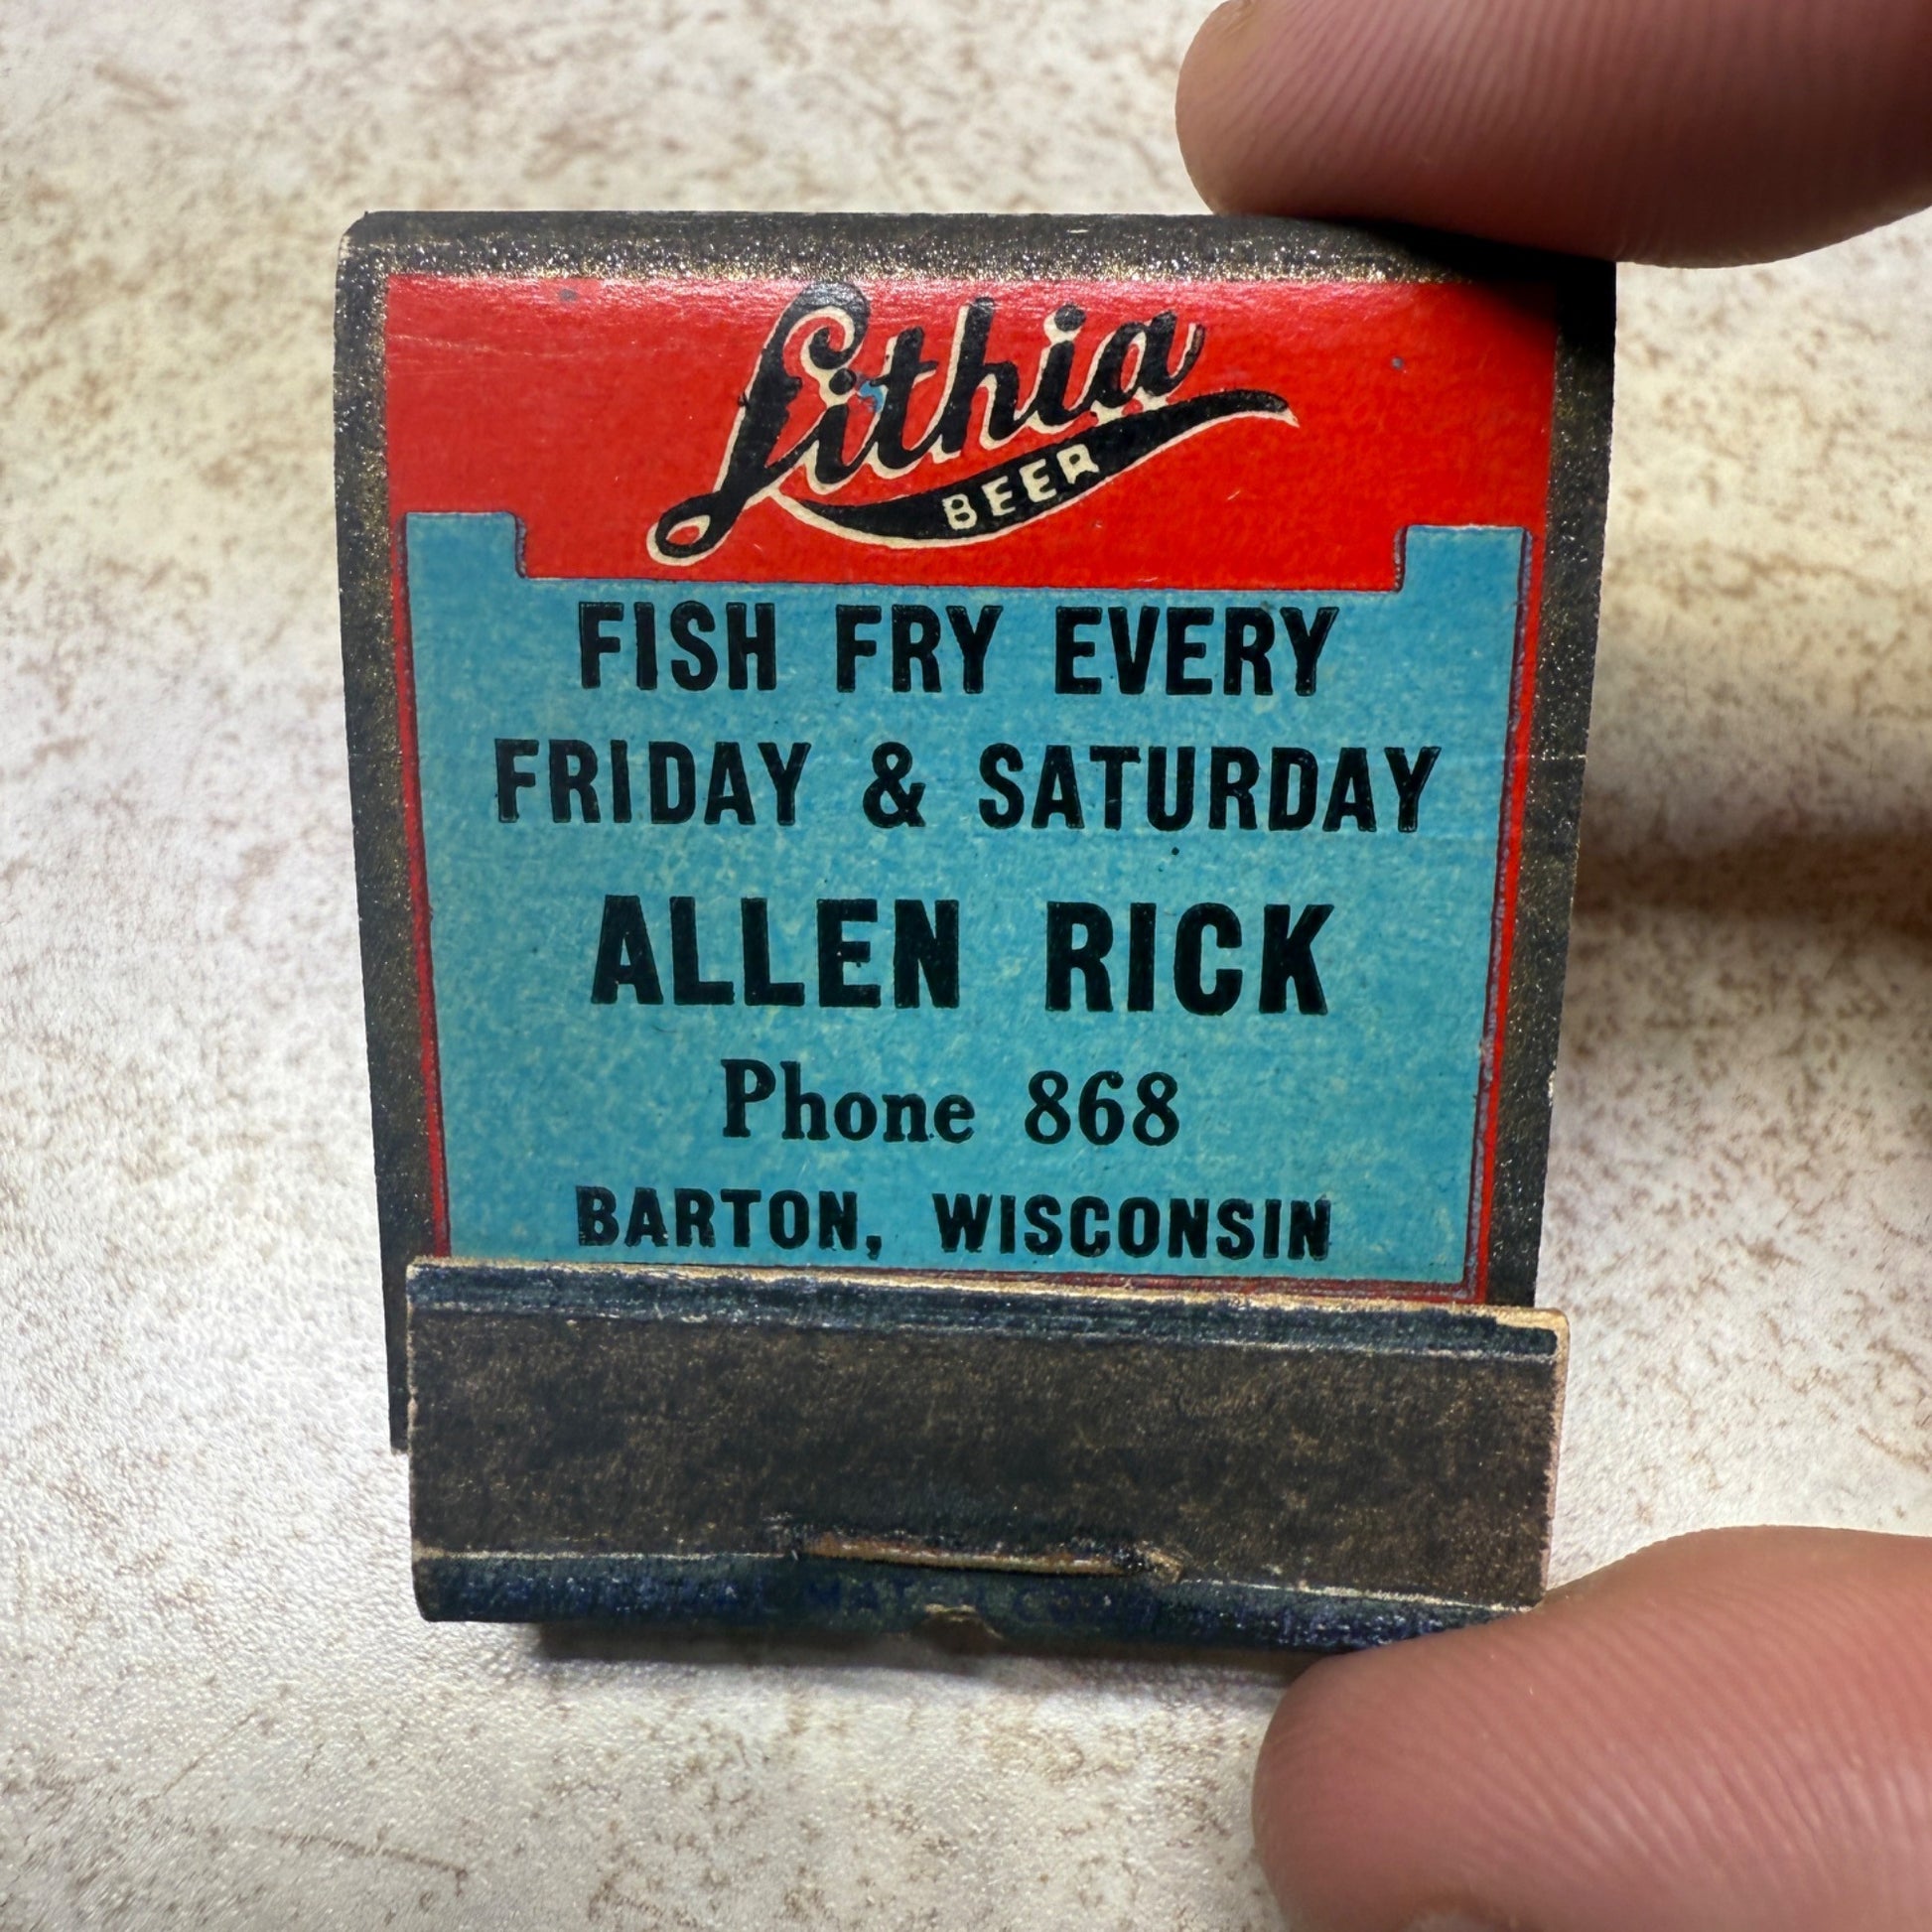 Lithia
BEER
FISH FRY EVERY
FRIDAY & SATURDAY
ALLEN RICK
Phone 868
BARTON, WISCONSIN